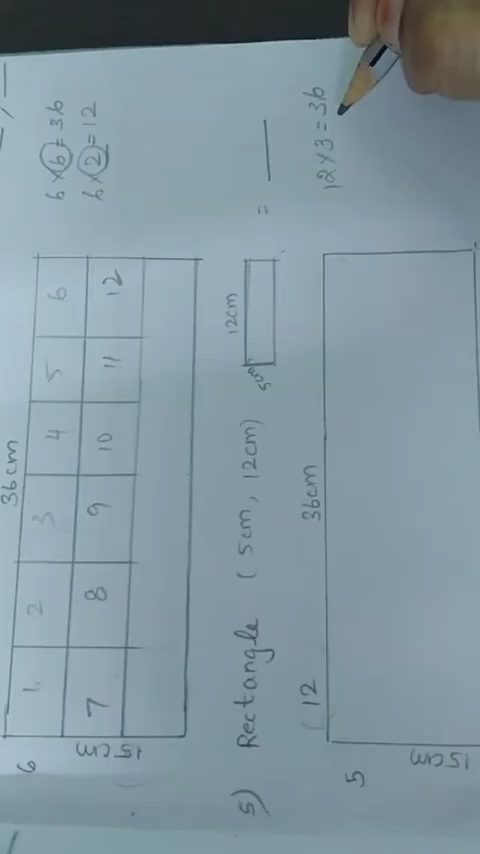 36cm
6 × 6 = 36
6 × 2 = 12
6
1 2 3 4 5 6
7 8 9 10 11 12
15cm
5) Rectangle (5cm, 12cm)
12cm
5cm
=
(12
36cm
12 × 3 = 36
5
15cm